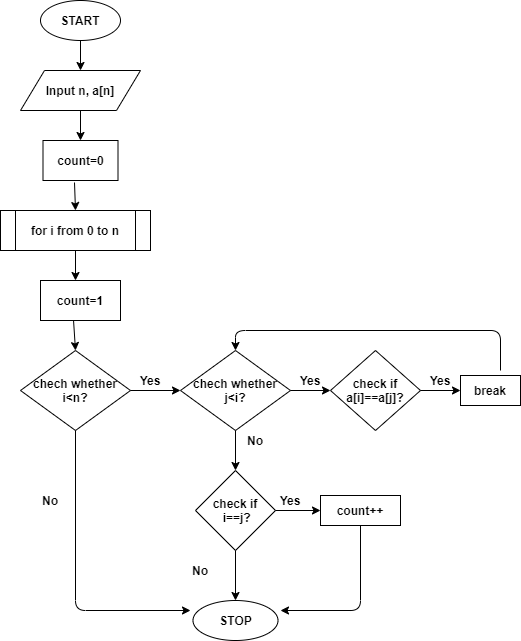 START
Input n, a[n]
count=0
for i from 0 to n
count=1
chech whether
i<n?
Yes
chech whether
j<i?
Yes
check if
a[i]==a[j]?
Yes
break
No
No
check if
i==j?
Yes
count++
No
STOP